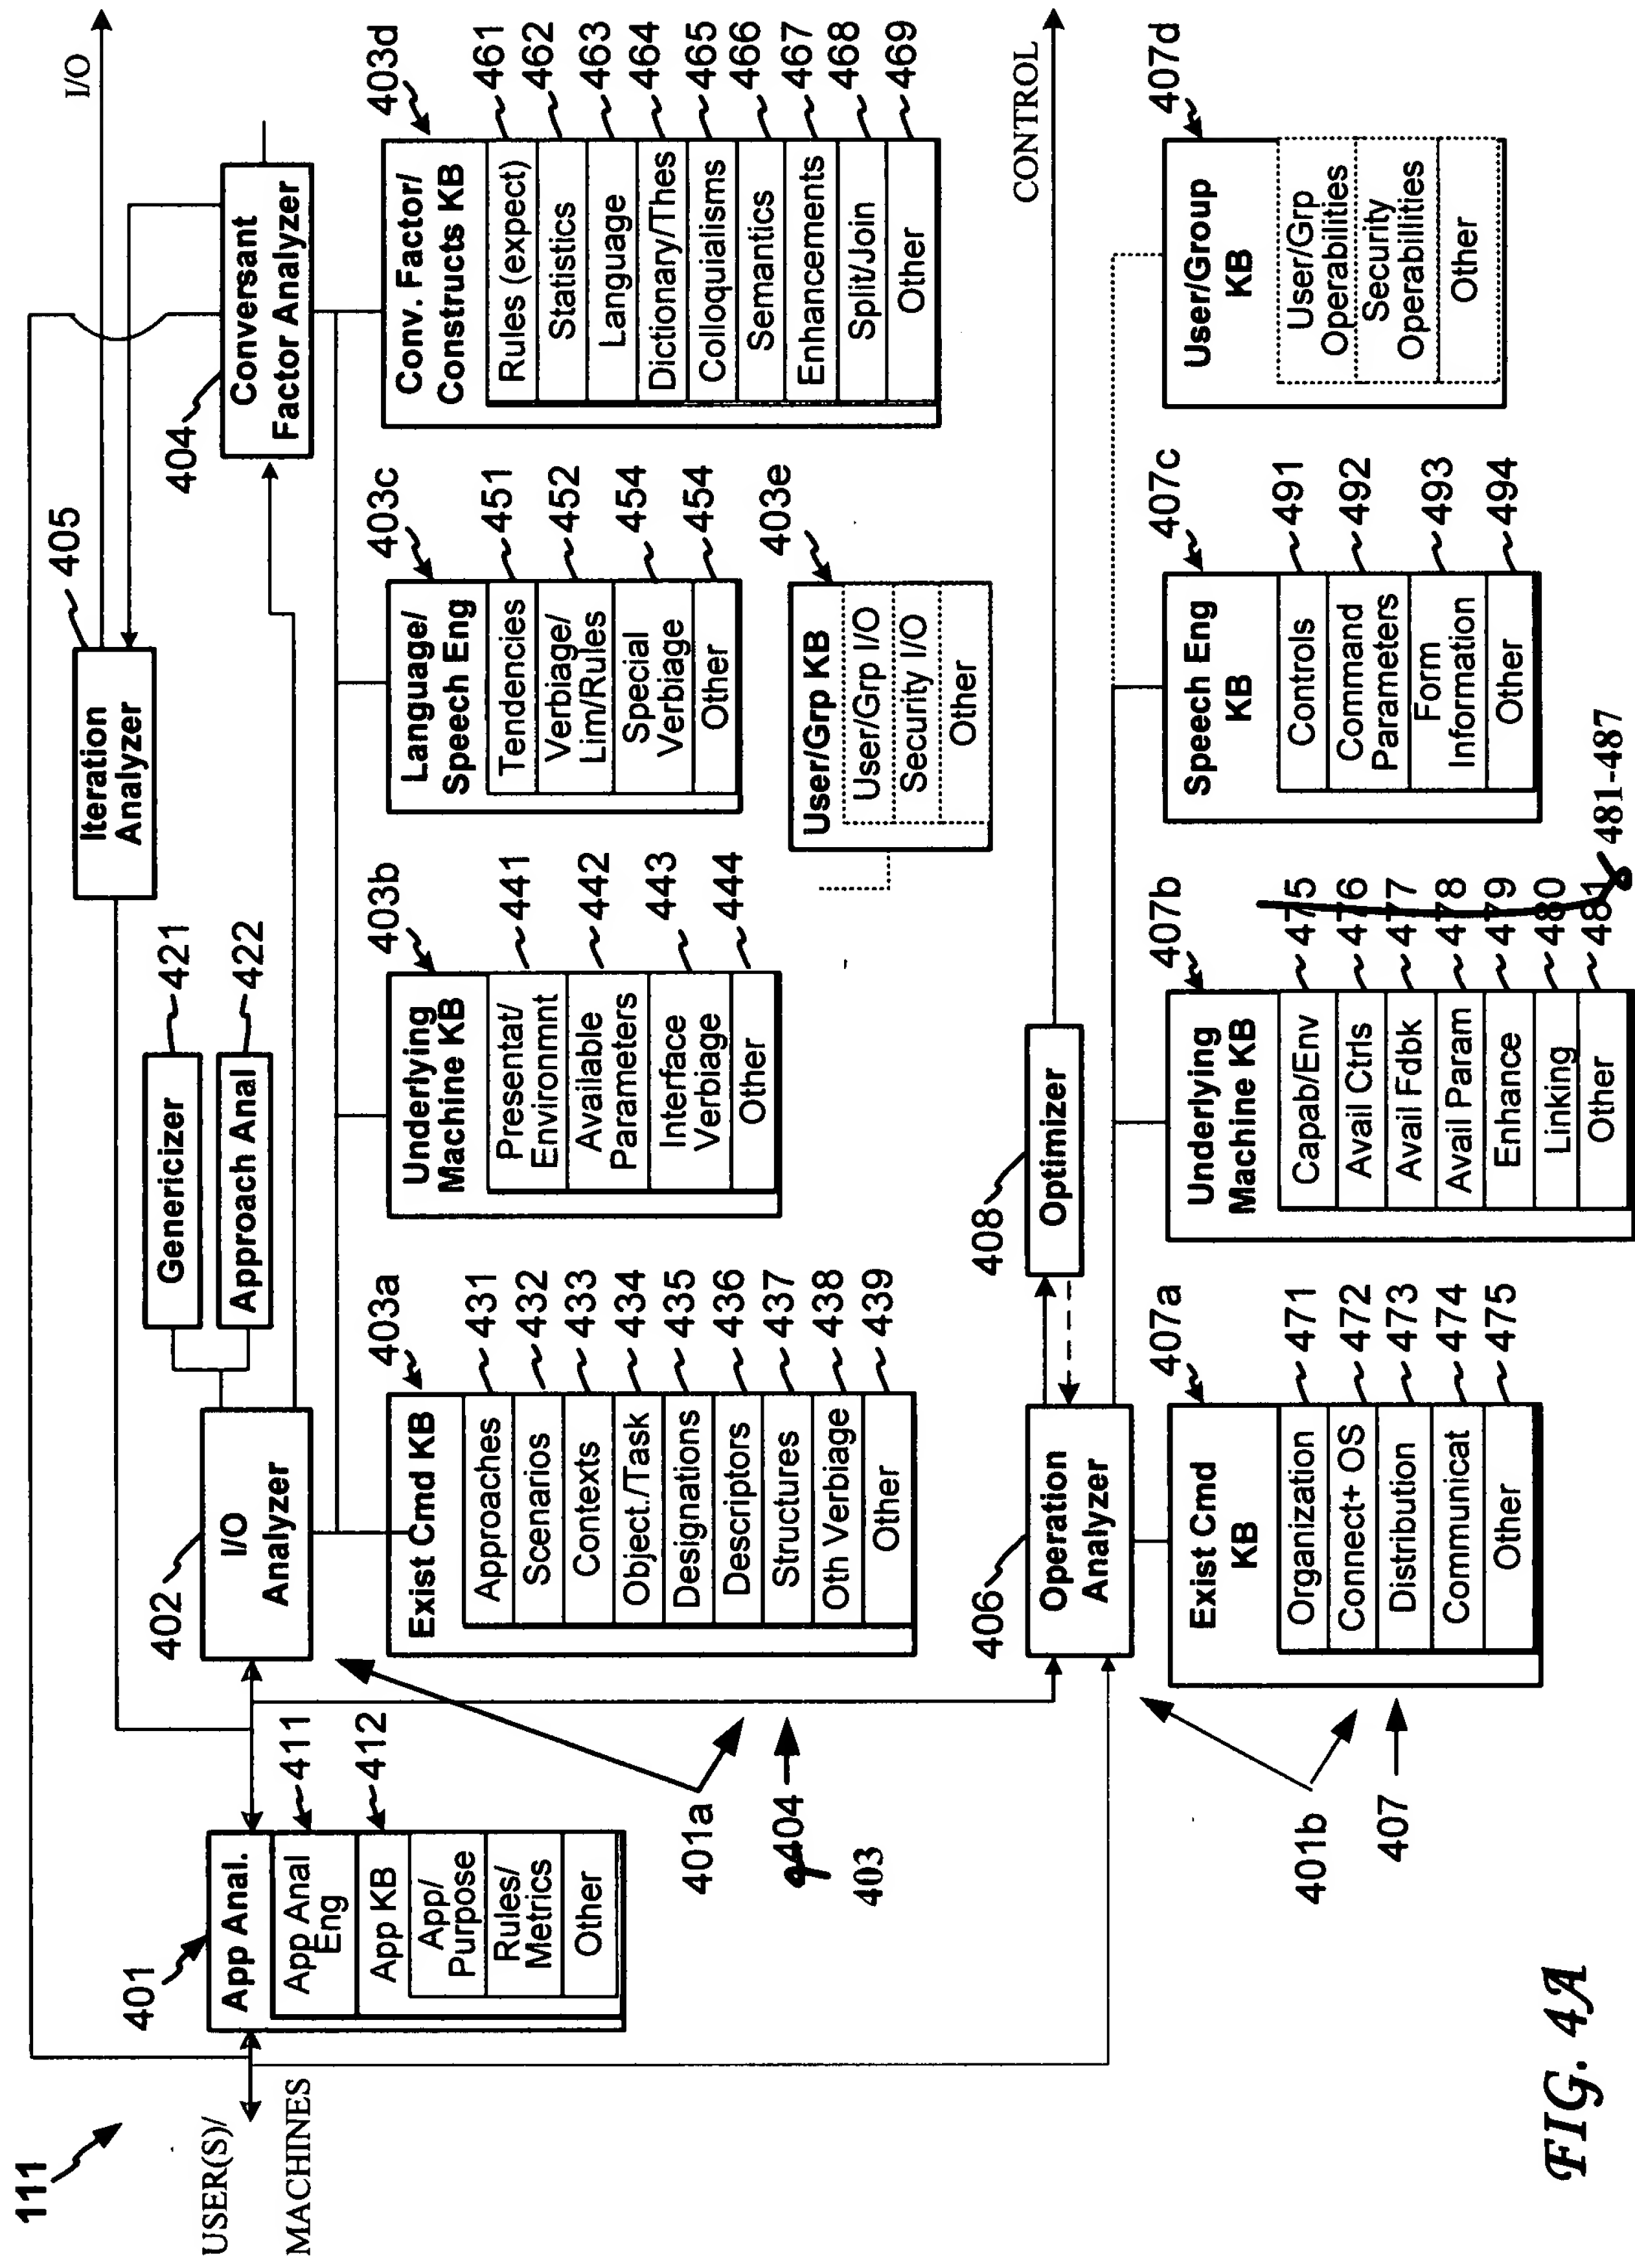 111
USER(S)/
MACHINES
I/O
401
App Anal.
App Anal
Eng
411
App KB
412
App/
Purpose
Rules/
Metrics
Other
402
I/O
Analyzer
Genericizer
421
Approach Anal
422
Iteration
Analyzer
405
404
Conversant
Factor Analyzer
401a
404
403
403a
Exist Cmd KB
Approaches
431
Scenarios
432
Contexts
433
Object./Task
434
Designations
435
Descriptors
436
Structures
437
Oth Verbiage
438
Other
439
403b
Underlying
Machine KB
Presentat/
Environmnt
441
Available
Parameters
442
Interface
Verbiage
443
Other
444
403c
Language/
Speech Eng
Tendencies
451
Verbiage/
Lim/Rules
452
Special
Verbiage
454
Other
454
403e
User/Grp KB
User/Grp I/O
Security I/O
Other
403d
Conv. Factor/
Constructs KB
Rules (expect)
461
Statistics
462
Language
463
Dictionary/Thes
464
Colloquialisms
465
Semantics
466
Enhancements
467
Split/Join
468
Other
469
CONTROL
406
Operation
Analyzer
408
Optimizer
401b
407
407a
Exist Cmd
KB
Organization
471
Connect+ OS
472
Distribution
473
Communicat
474
Other
475
407b
Underlying
Machine KB
Capab/Env
475
Avail Ctrls
476
Avail Fdbk
477
Avail Param
478
Enhance
479
Linking
480
Other
481
481-487
407c
Speech Eng
KB
Controls
491
Command
Parameters
492
Form
Information
493
Other
494
407d
User/Group
KB
User/Grp
Operabilities
Security
Operabilities
Other
FIG. 4A